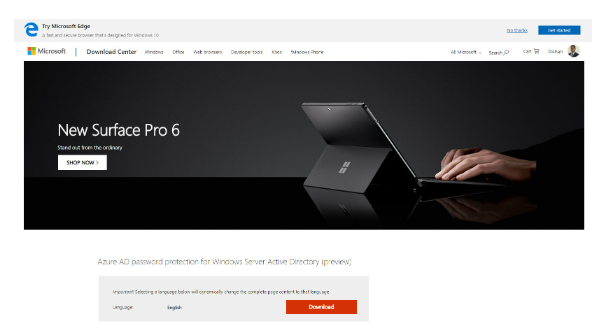 Try Microsoft Edge
A fast and secure browser that's designed for Windows 10
No thanks
Get started
Microsoft | Download Center Windows Office Web browsers Developer tools Xbox Windows Phone All Microsoft Search Cart
New Surface Pro 6
Stand out from the ordinary
SHOP NOW >
Azure AD password protection for Windows Server Active Directory (preview)
Important! Selecting a language below will dynamically change the complete page content to that language.
Language: English Download